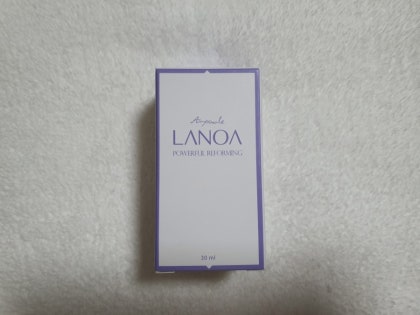 Ampoule
LANOA
POWERFUL REFORMING
30 ml